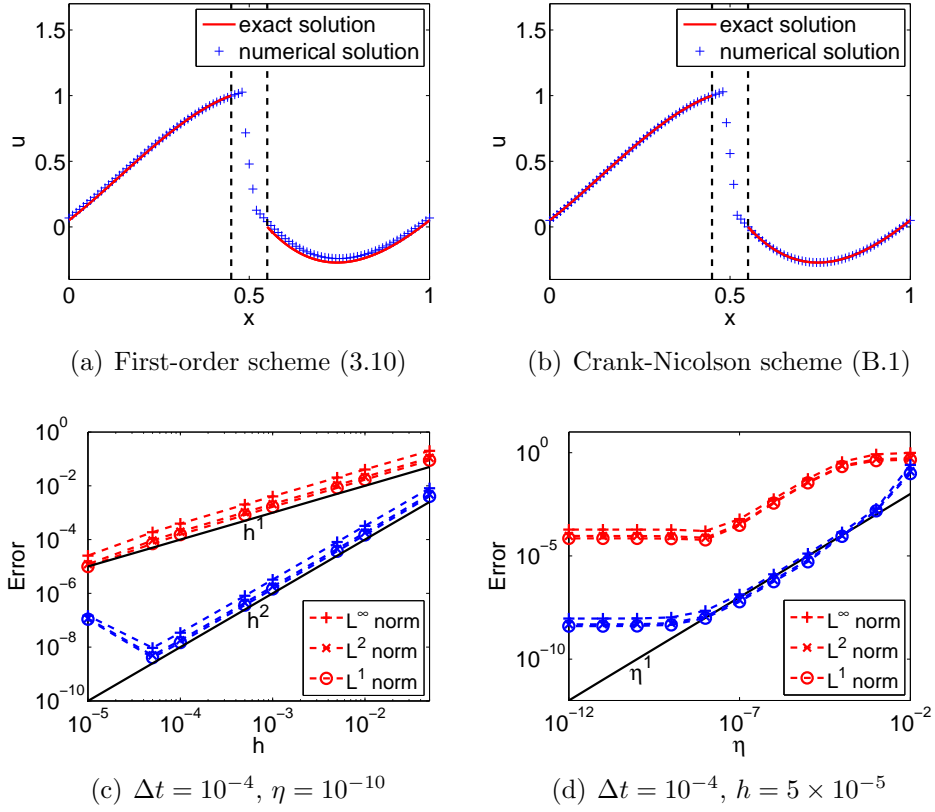 exact solution
numerical solution
u
1.5
1
0.5
0
0
0.5
1
x
(a) First-order scheme (3.10)
exact solution
numerical solution
u
1.5
1
0.5
0
0
0.5
1
x
(b) Crank-Nicolson scheme (B.1)
Error
10^0
10^-2
10^-4
10^-6
10^-8
10^-10
h^1
h^2
L^∞ norm
L^2 norm
L^1 norm
10^-5
10^-4
10^-3
10^-2
h
(c) Δt = 10^-4, η = 10^-10
Error
10^0
10^-5
10^-10
η^1
L^∞ norm
L^2 norm
L^1 norm
10^-12
10^-7
10^-2
η
(d) Δt = 10^-4, h = 5 × 10^-5